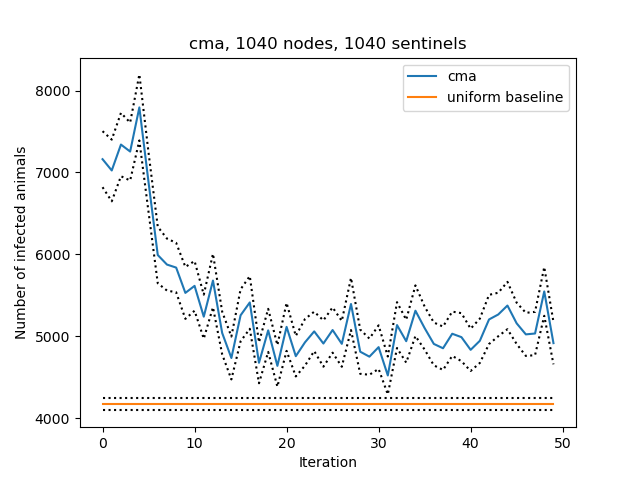 cma, 1040 nodes, 1040 sentinels
cma
uniform baseline
Number of infected animals
8000
7000
6000
5000
4000
0 10 20 30 40 50
Iteration